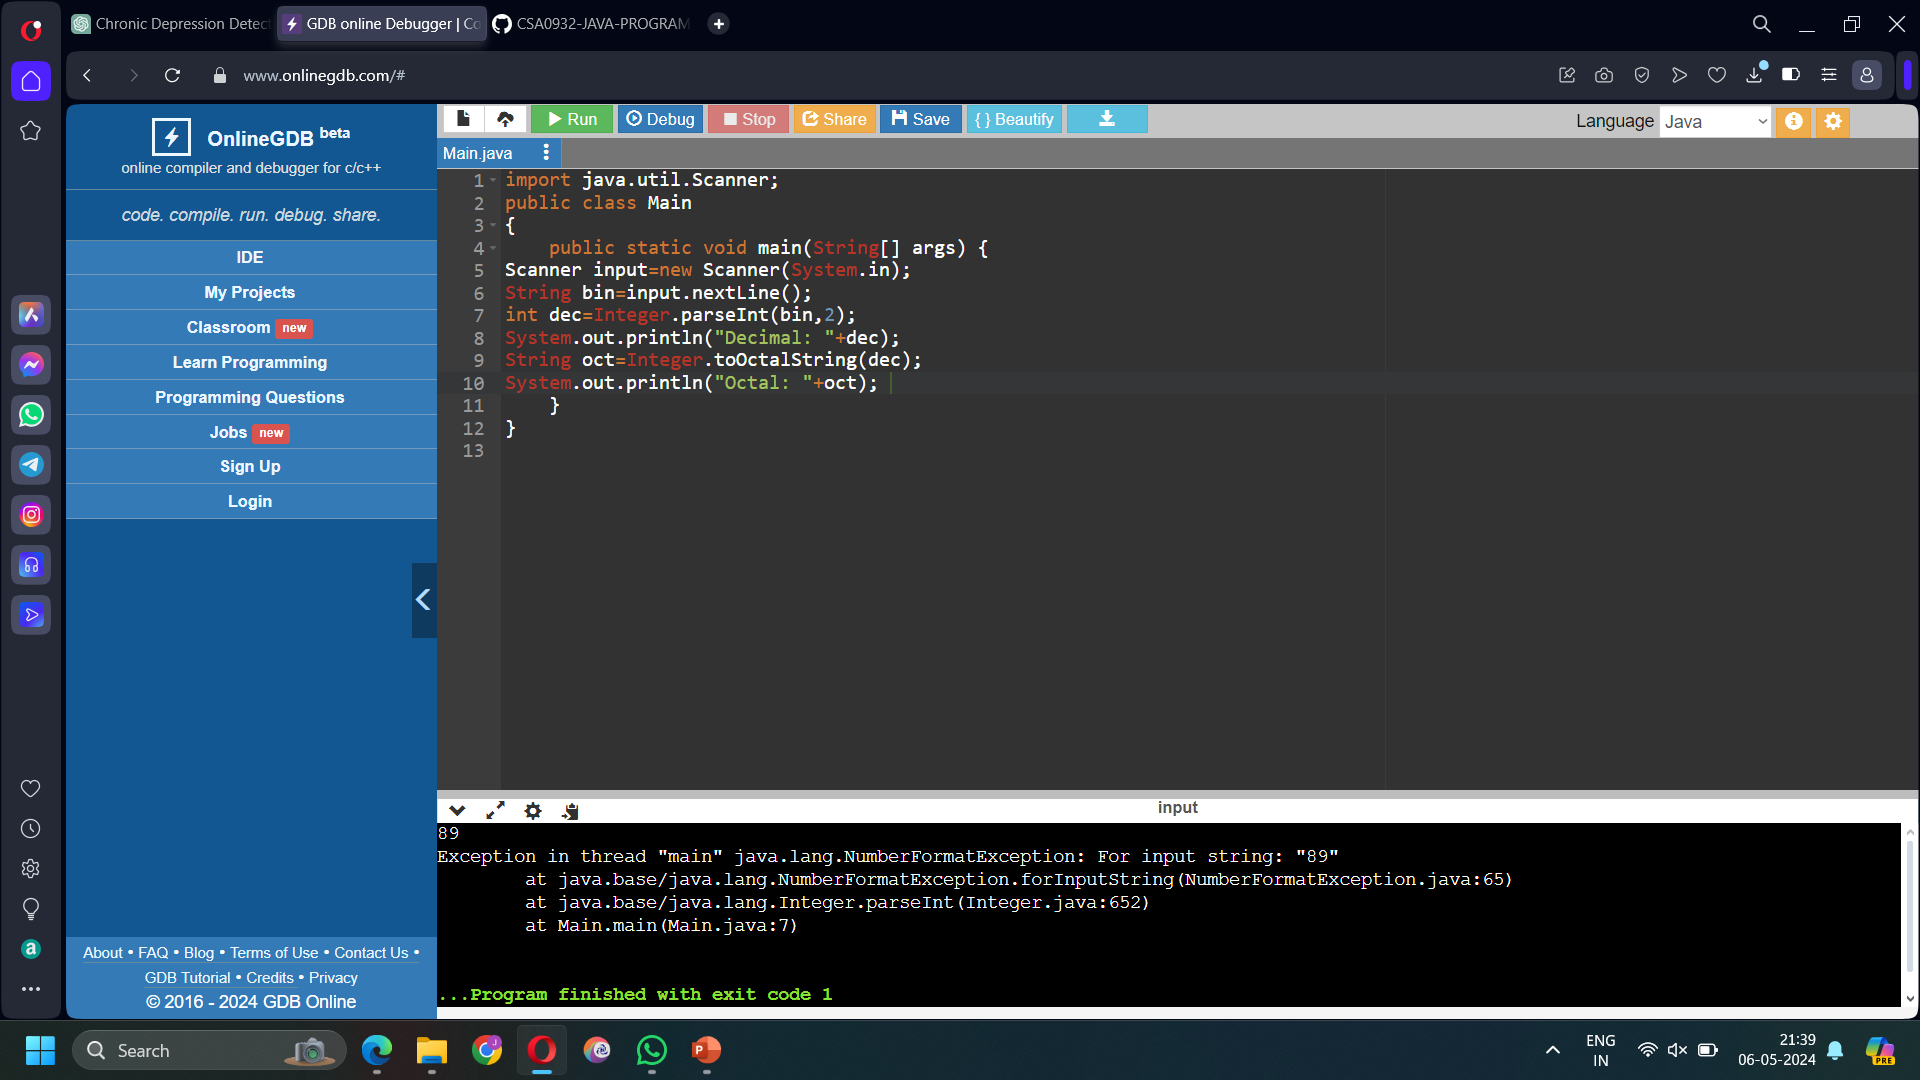 Chronic Depression Detect
GDB online Debugger | Co
CSA0932-JAVA-PROGRAM
www.onlinegdb.com/#
OnlineGDB beta
online compiler and debugger for c/c++
code. compile. run. debug. share.
IDE
My Projects
Classroom new
Learn Programming
Programming Questions
Jobs new
Sign Up
Login
About • FAQ • Blog • Terms of Use • Contact Us •
GDB Tutorial • Credits • Privacy
© 2016 - 2024 GDB Online
Run Debug Stop Share Save { } Beautify
Language Java
Main.java
1 import java.util.Scanner;
2 public class Main
3 {
4     public static void main(String[] args) {
5 Scanner input=new Scanner(System.in);
6 String bin=input.nextLine();
7 int dec=Integer.parseInt(bin,2);
8 System.out.println("Decimal: "+dec);
9 String oct=Integer.toOctalString(dec);
10 System.out.println("Octal: "+oct);
11     }
12 }
13
input
89
Exception in thread "main" java.lang.NumberFormatException: For input string: "89"
        at java.base/java.lang.NumberFormatException.forInputString(NumberFormatException.java:65)
        at java.base/java.lang.Integer.parseInt(Integer.java:652)
        at Main.main(Main.java:7)
...Program finished with exit code 1
Search
ENG
IN
21:39
06-05-2024
PRE